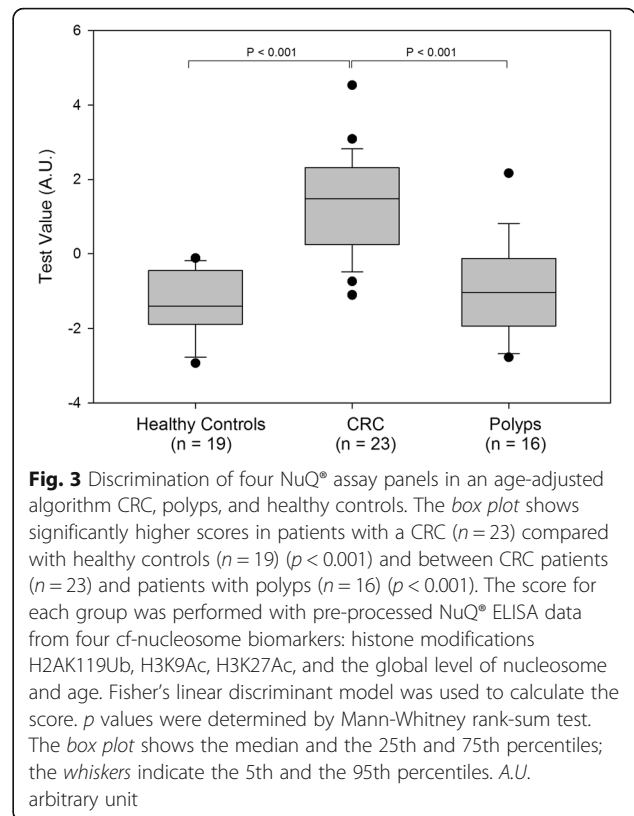 6
P < 0.001
P < 0.001
4
2
0
-2
-4
Test Value (A.U.)
Healthy Controls
(n = 19)
CRC
(n = 23)
Polyps
(n = 16)
Fig. 3 Discrimination of four NuQ® assay panels in an age-adjusted
algorithm CRC, polyps, and healthy controls. The box plot shows
significantly higher scores in patients with a CRC (n = 23) compared
with healthy controls (n = 19) (p < 0.001) and between CRC patients
(n = 23) and patients with polyps (n = 16) (p < 0.001). The score for
each group was performed with pre-processed NuQ® ELISA data
from four cf-nucleosome biomarkers: histone modifications
H2AK119Ub, H3K9Ac, H3K27Ac, and the global level of nucleosome
and age. Fisher's linear discriminant model was used to calculate the
score. p values were determined by Mann-Whitney rank-sum test.
The box plot shows the median and the 25th and 75th percentiles;
the whiskers indicate the 5th and the 95th percentiles. A.U.
arbitrary unit